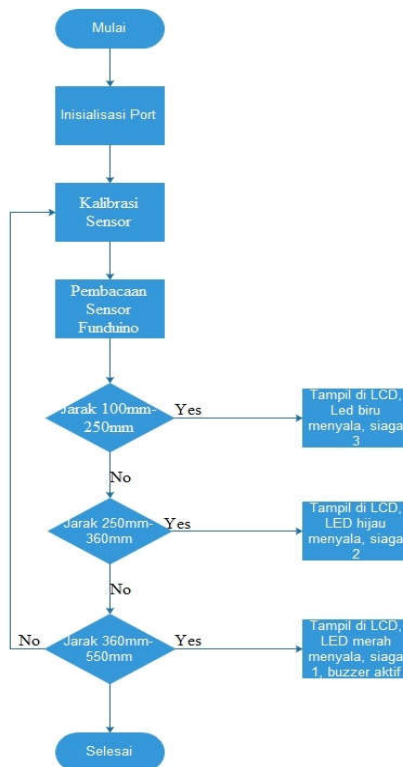 Mulai
Inisialisasi Port
Kalibrasi
Sensor
Pembacaan
Sensor
Funduino
Jarak 100mm-
250mm
Yes
Tampil di LCD,
Led biru
menyala, siaga
3
No
Jarak 250mm-
360mm
Yes
Tampil di LCD,
LED hijau
menyala, siaga
2
No
No
Jarak 360mm-
550mm
Yes
Tampil di LCD,
LED merah
menyala, siaga
1, buzzer aktif
Selesai